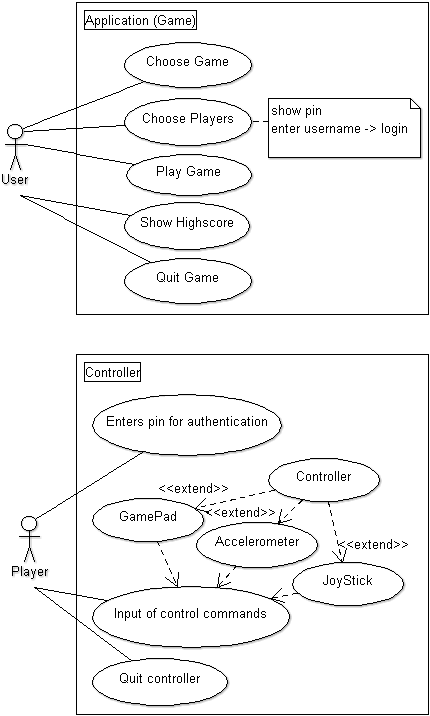 Application (Game)
Choose Game
Choose Players
show pin
enter username -> login
User
Play Game
Show Highscore
Quit Game
Controller
Enters pin for authentication
Controller
<<extend>>
GamePad
<<extend>>
Accelerometer
<<extend>>
Player
JoyStick
Input of control commands
Quit controller